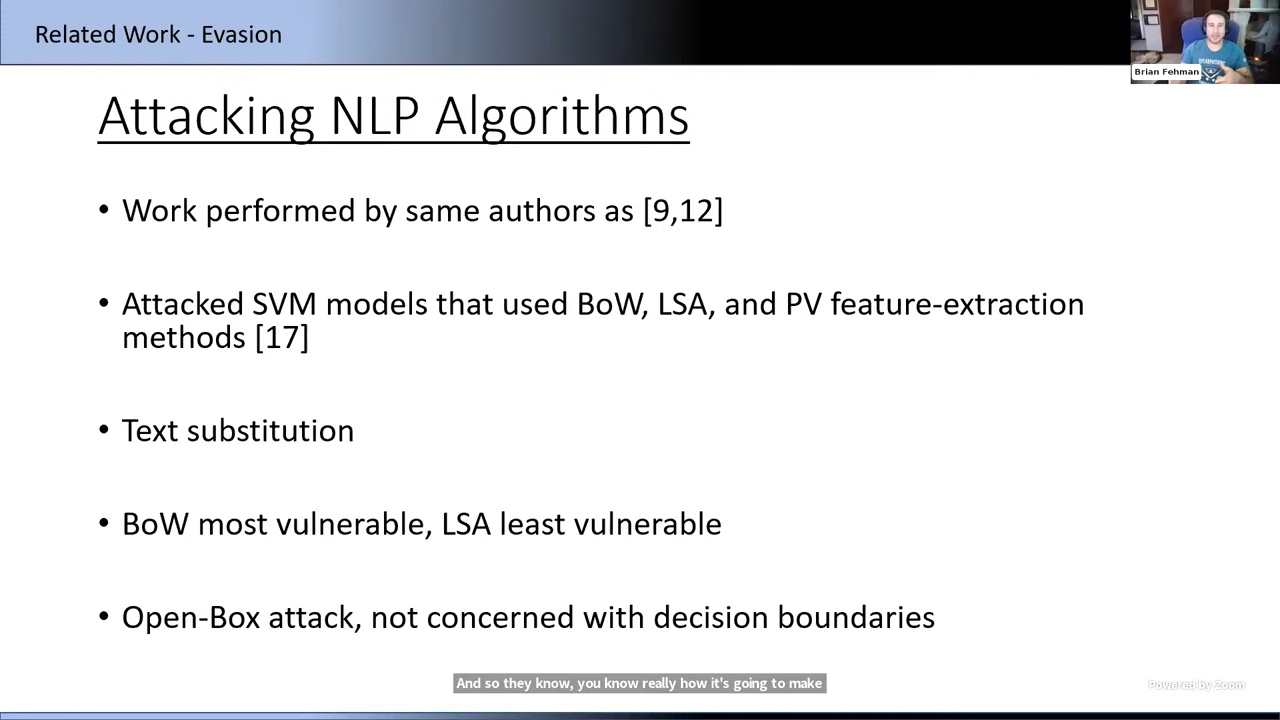 Related Work - Evasion
Brian Fehman
Attacking NLP Algorithms
• Work performed by same authors as [9,12]
• Attacked SVM models that used BoW, LSA, and PV feature-extraction
methods [17]
• Text substitution
• BoW most vulnerable, LSA least vulnerable
• Open-Box attack, not concerned with decision boundaries
And so they know, you know really how it's going to make
Powered by Zoom